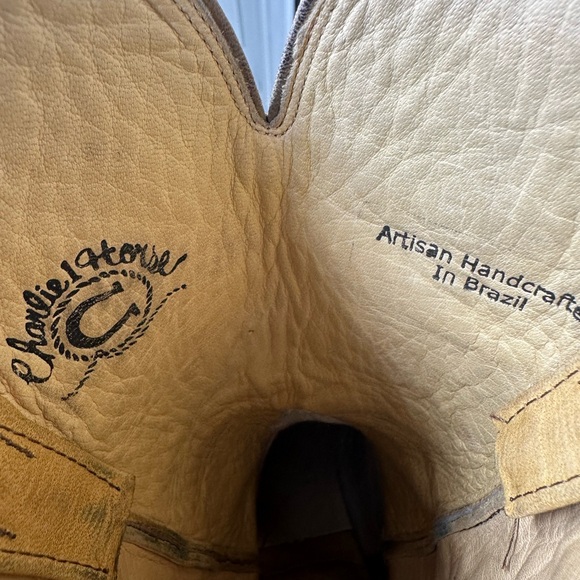 Charlie 1 Horse
Artisan Handcrafte
In Brazil